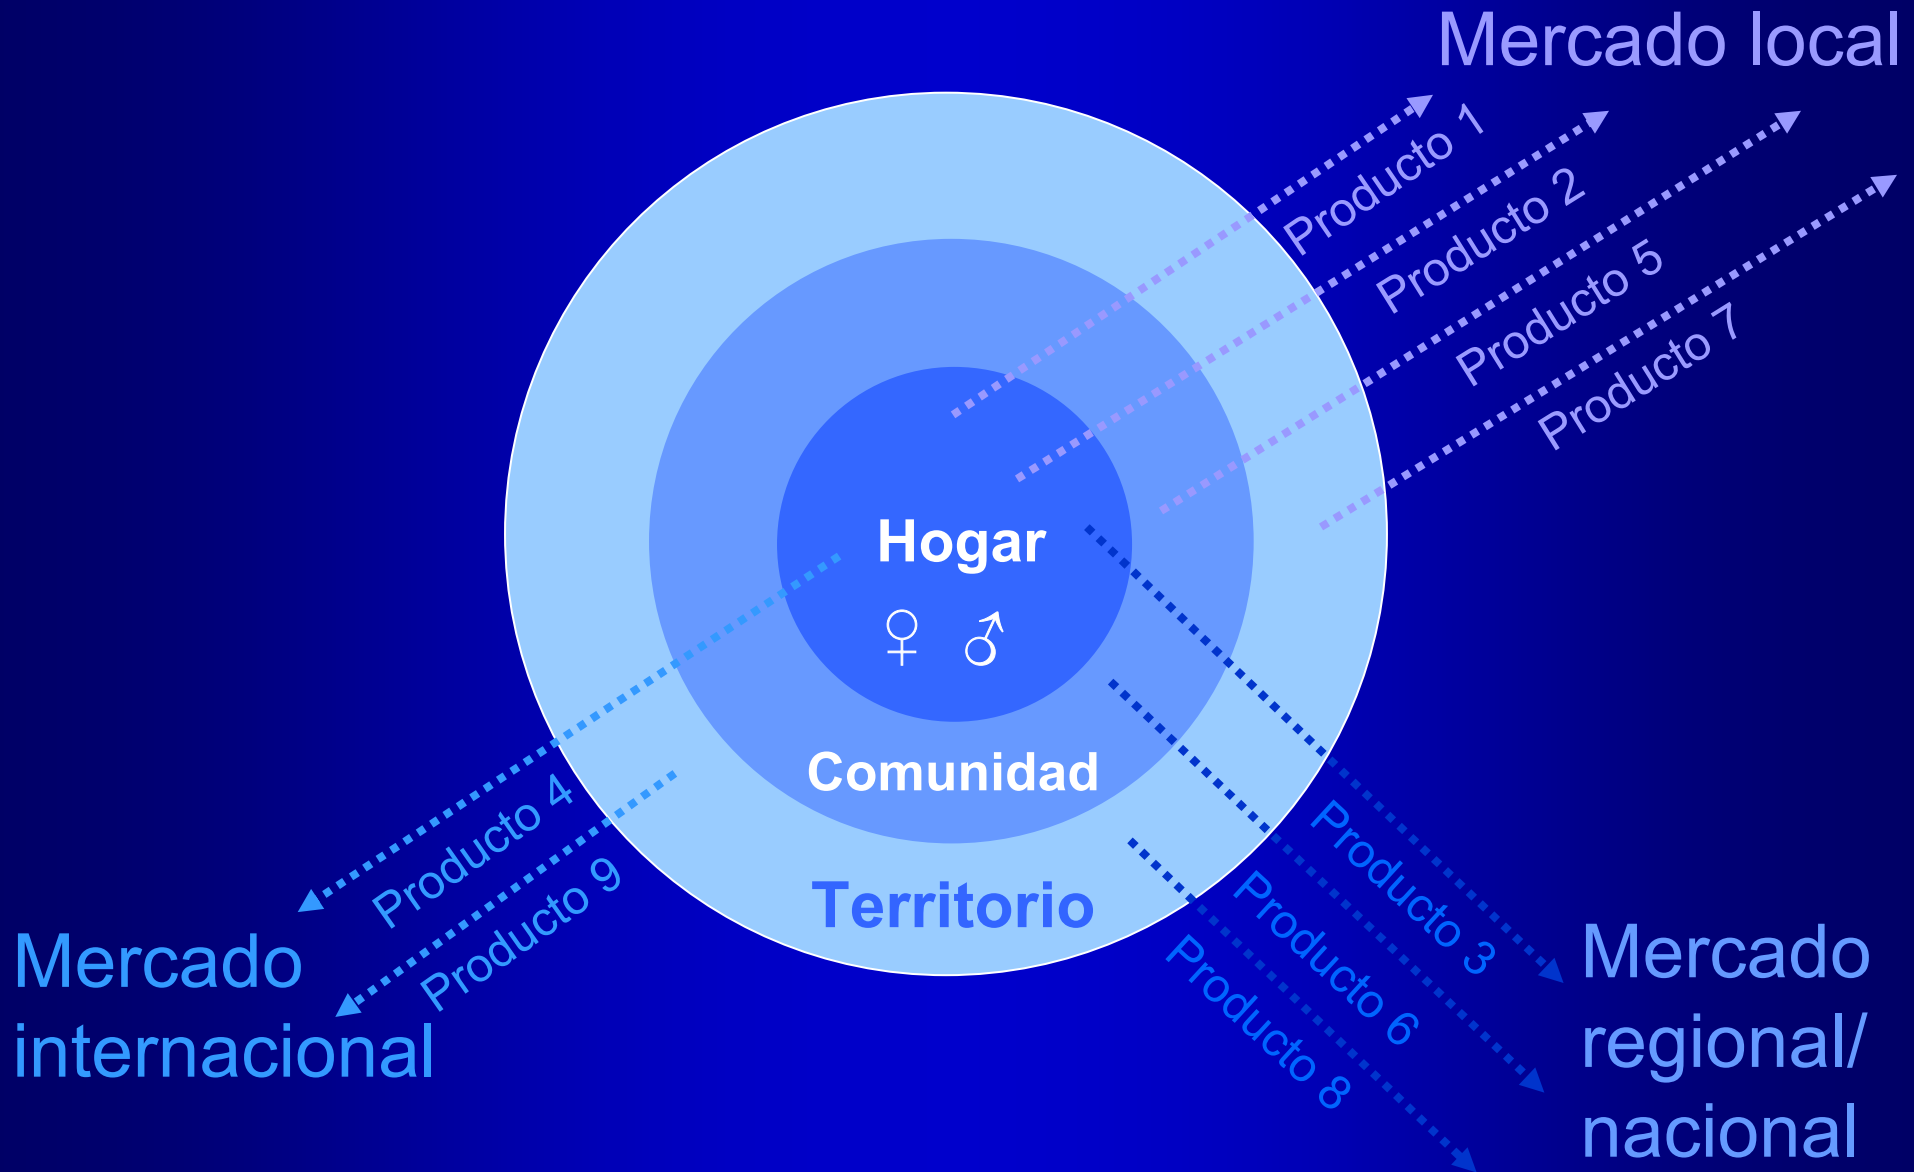 Mercado local
Producto 1
Producto 2
Producto 5
Producto 7
Hogar
♀ ♂
Comunidad
Territorio
Producto 4
Producto 9
Mercado
internacional
Producto 3
Producto 6
Producto 8
Mercado
regional/
nacional